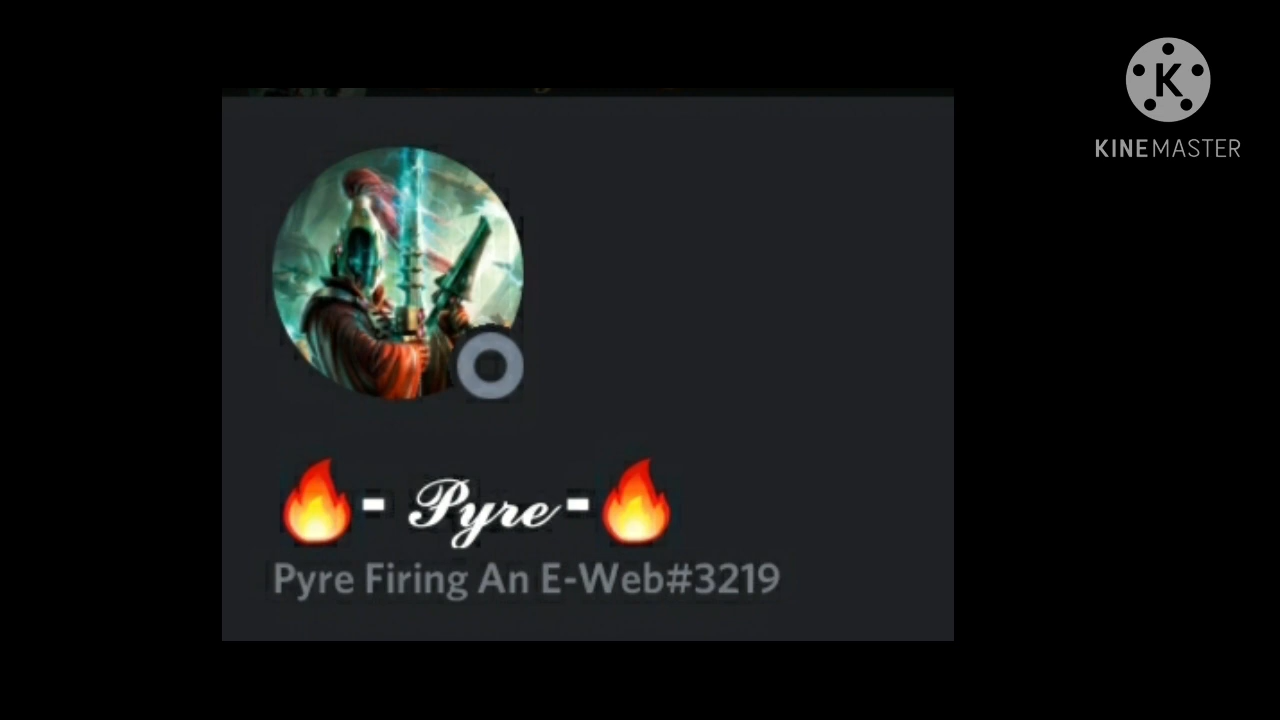 K
KINEMASTER
🔥- 𝒫𝓎𝓇ℯ -🔥
Pyre Firing An E-Web#3219